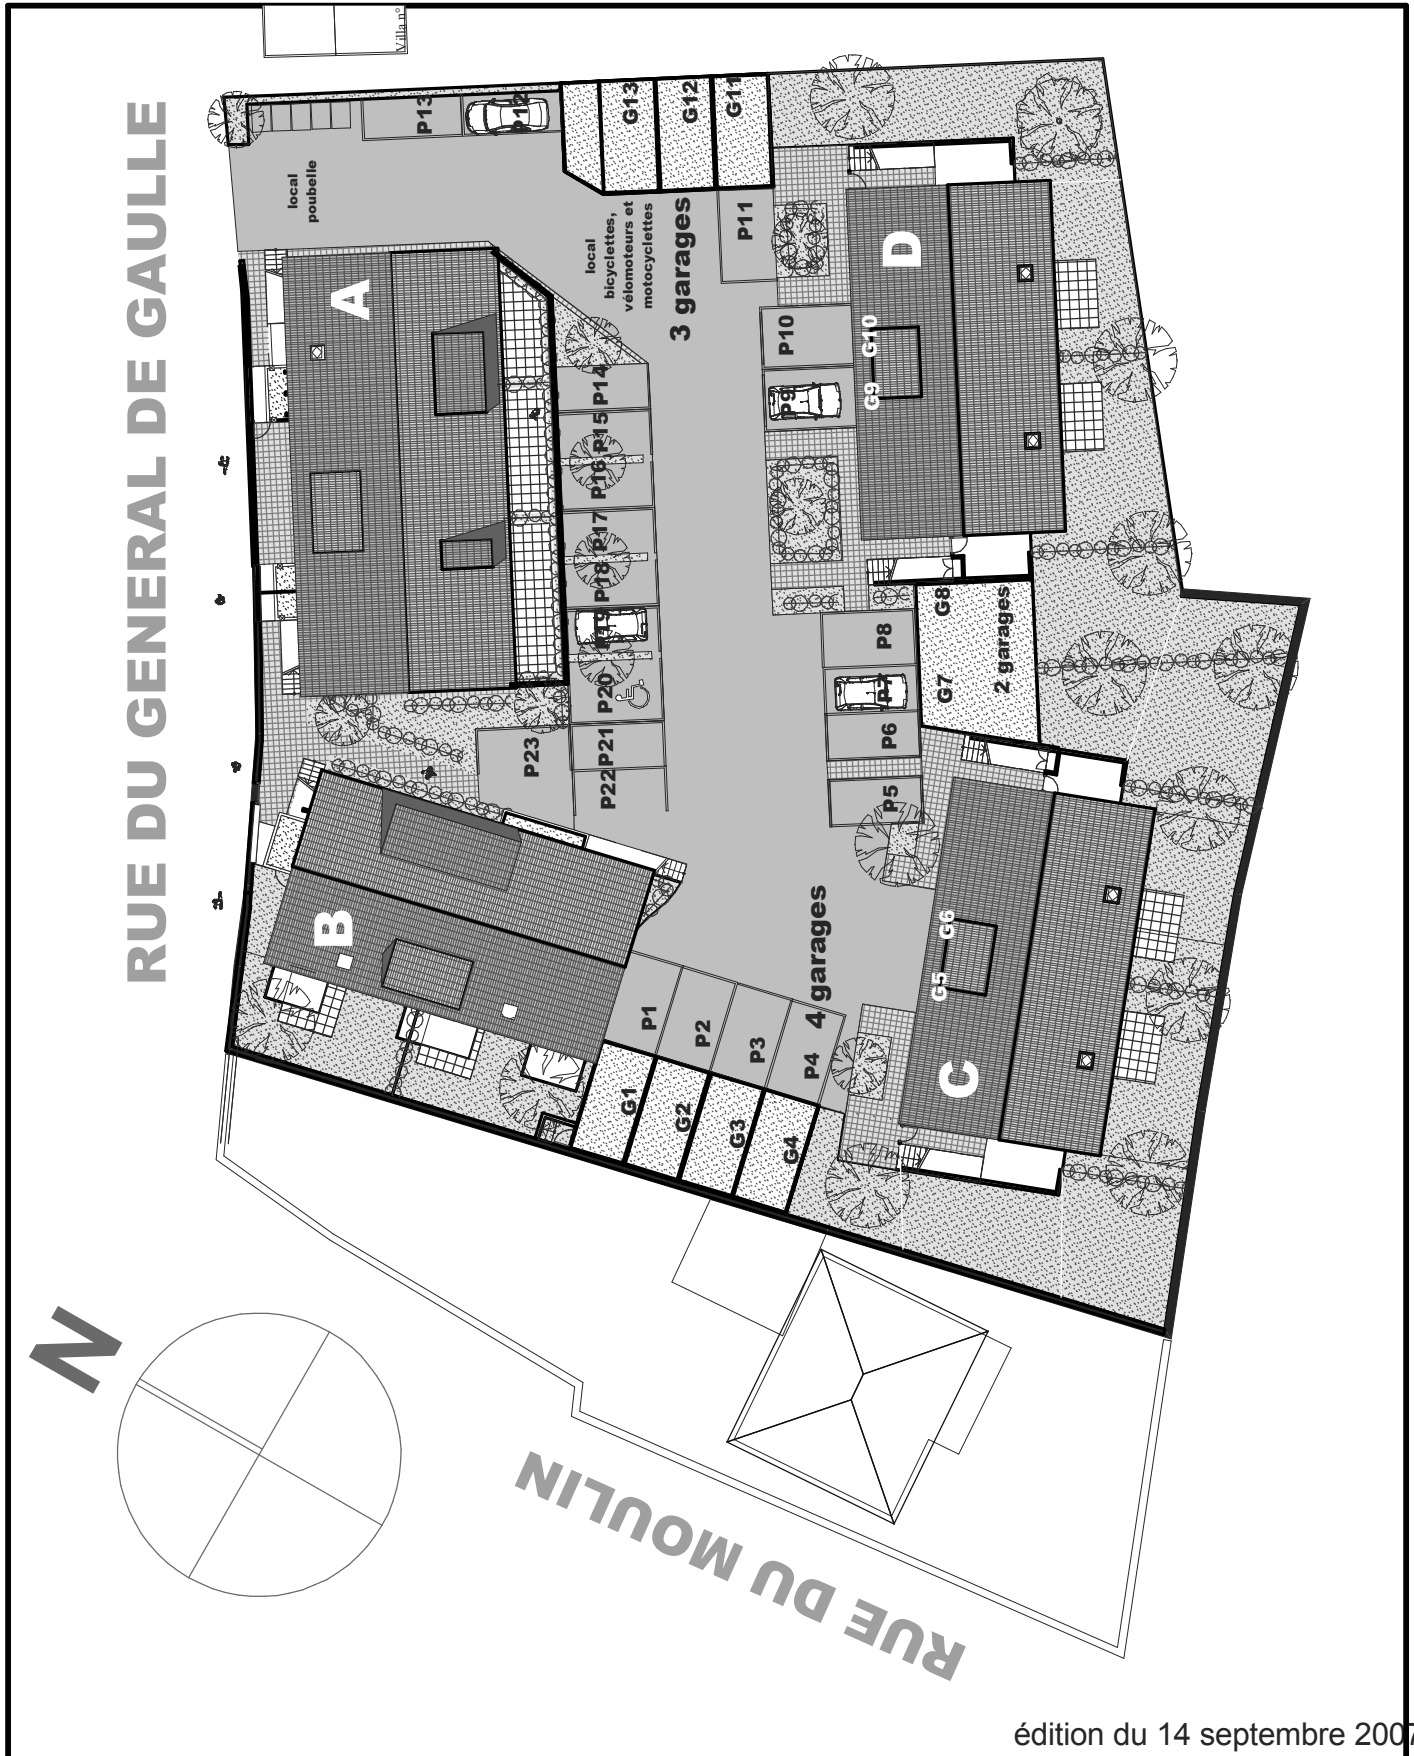 Villa n°
RUE DU GENERAL DE GAULLE
local
poubelle
P13
P12
G13
G12
G11
local
bicyclettes,
vélomoteurs et
motocyclettes
3 garages
P11
A
D
P10
G10
P9
G9
P14
P15
P16
P17
P18
P19
P20
P21
P22
P23
P8
P7
P6
P5
G8
G7
2 garages
B
P1
P2
P3
P4
4 garages
G1
G2
G3
G4
G6
G5
C
N
RUE DU MOULIN
édition du 14 septembre 2007